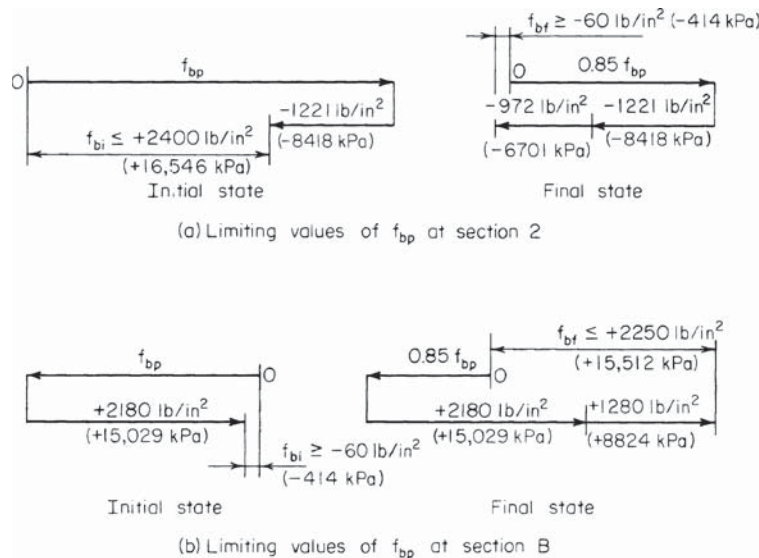 f_bf ≥ -60 lb/in² (-414 kPa)
O
f_bp
-1221 lb/in²
(-8418 kPa)
f_bi ≤ +2400 lb/in²
(+16,546 kPa)
Initial state
O
0.85 f_bp
-972 lb/in²
-1221 lb/in²
(-8418 kPa)
(-6701 kPa)
Final state
(a) Limiting values of f_bp at section 2
f_bp
O
+2180 lb/in²
(+15,029 kPa)
f_bi ≥ -60 lb/in²
(-414 kPa)
Initial state
f_bf ≤ +2250 lb/in²
(+15,512 kPa)
0.85 f_bp
O
+2180 lb/in²
(+15,029 kPa)
+1280 lb/in²
(+8824 kPa)
Final state
(b) Limiting values of f_bp at section B